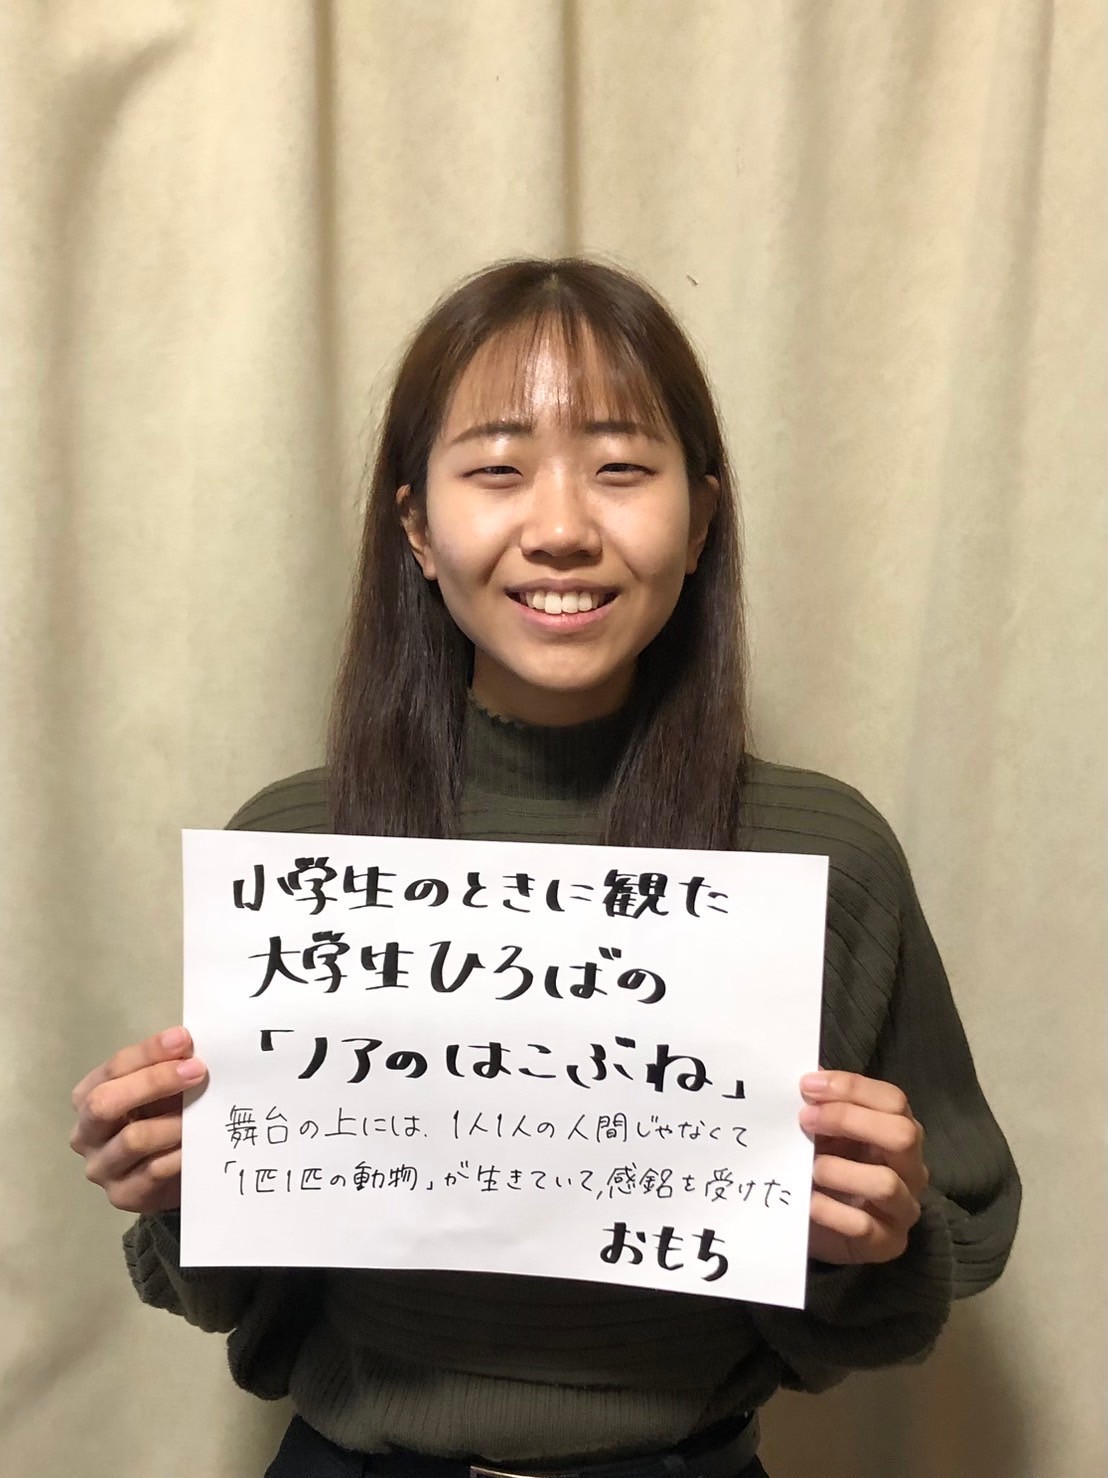 小学生のときに観た
大学生ひろばの
「ノアのはこぶね」
舞台の上には、1人1人の人間じゃなくて
「1匹1匹の動物」が生きていて、感銘を受けた
おもち